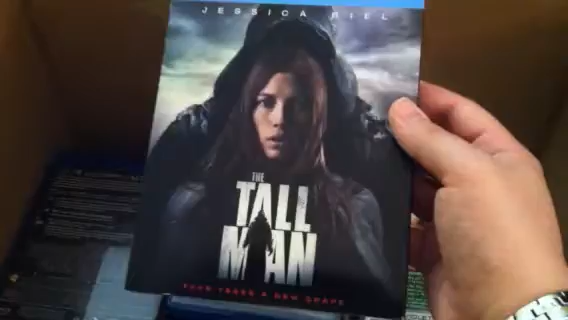 JESSICA BIEL
THE
TALL
MAN
FEAR TAKES A NEW SHAPE